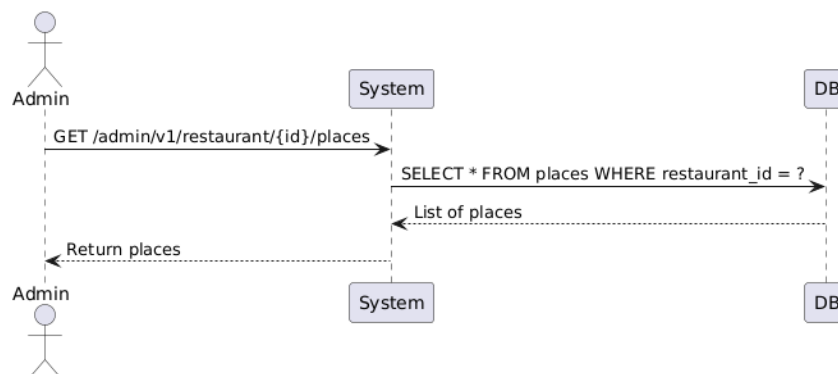 Admin
System
DB
GET /admin/v1/restaurant/{id}/places
SELECT * FROM places WHERE restaurant_id = ?
List of places
Return places
Admin
System
DB